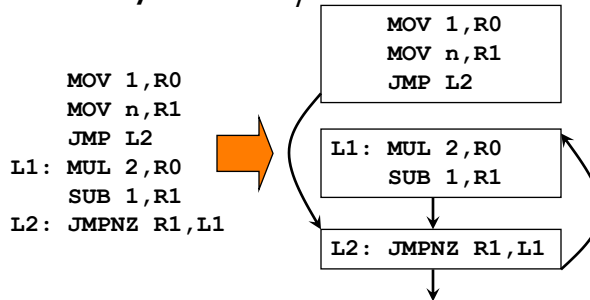 MOV 1,R0
MOV n,R1
JMP L2
L1: MUL 2,R0
SUB 1,R1
L2: JMPNZ R1,L1
MOV 1,R0
MOV n,R1
JMP L2
L1: MUL 2,R0
SUB 1,R1
L2: JMPNZ R1,L1